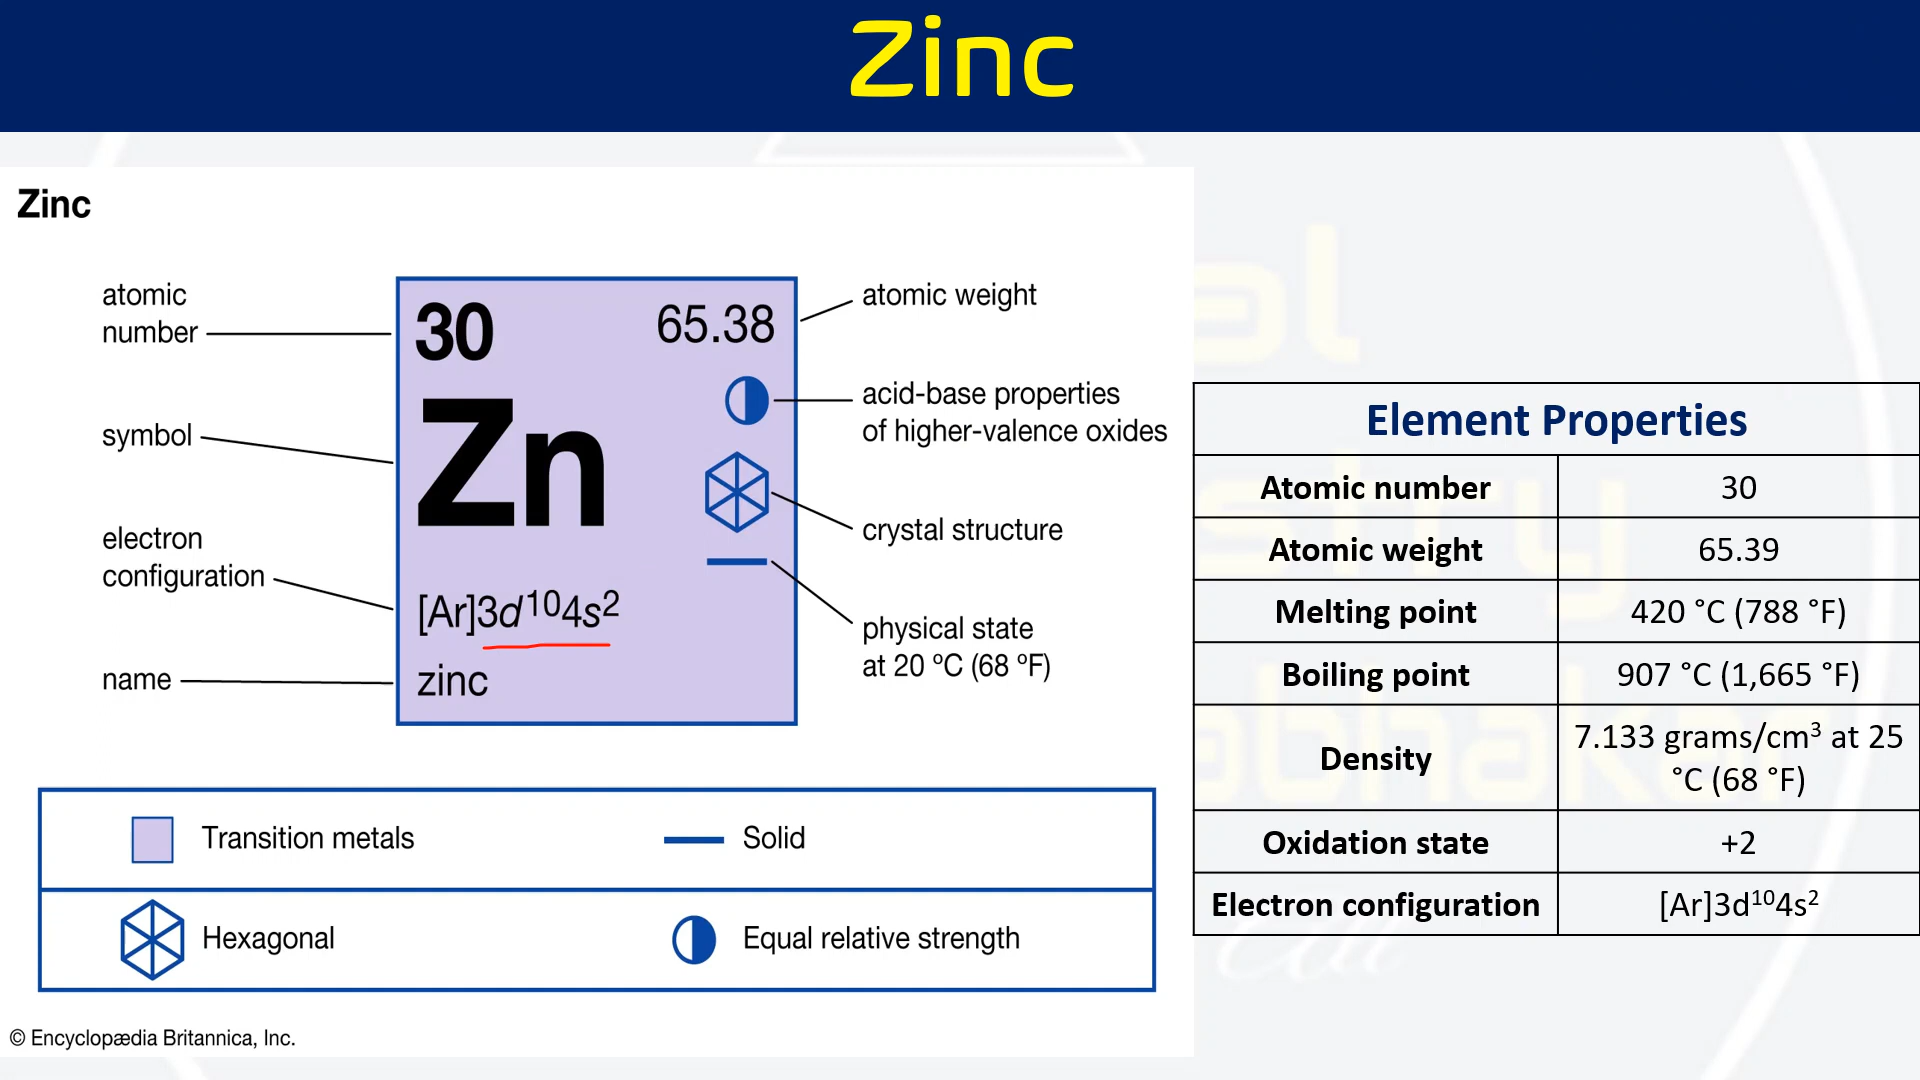 Zinc
Zinc
atomic
number
30
65.38
atomic weight
symbol
Zn
acid-base properties
of higher-valence oxides
crystal structure
electron
configuration
[Ar]3d¹⁰4s²
physical state
at 20 ºC (68 ºF)
name
zinc
Transition metals
Solid
Hexagonal
Equal relative strength
© Encyclopædia Britannica, Inc.
Element Properties
Atomic number 30
Atomic weight 65.39
Melting point 420 °C (788 °F)
Boiling point 907 °C (1,665 °F)
Density 7.133 grams/cm³ at 25
°C (68 °F)
Oxidation state +2
Electron configuration [Ar]3d¹⁰4s²